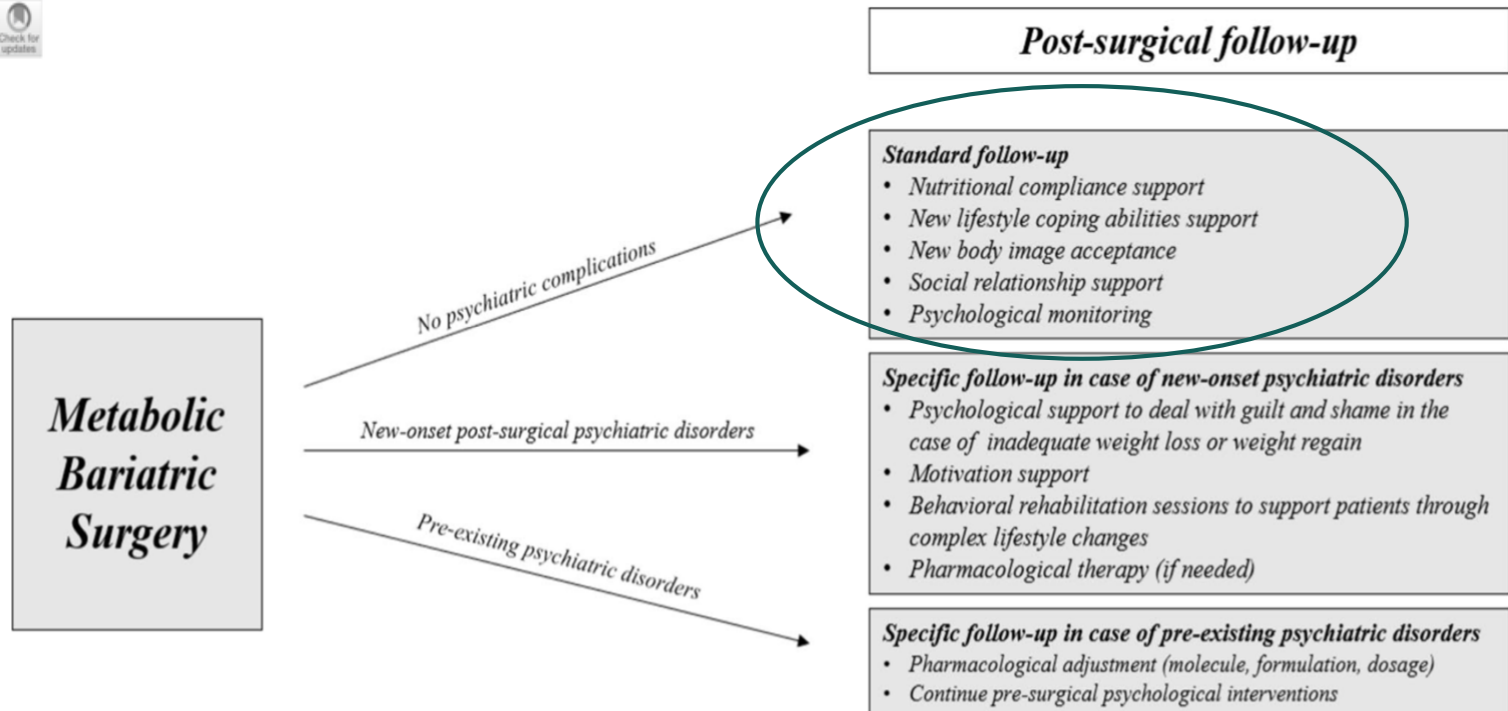 Check for
updates
Post-surgical follow-up
Standard follow-up
• Nutritional compliance support
• New lifestyle coping abilities support
• New body image acceptance
• Social relationship support
• Psychological monitoring
No psychiatric complications
Metabolic
Bariatric
Surgery
New-onset post-surgical psychiatric disorders
Specific follow-up in case of new-onset psychiatric disorders
• Psychological support to deal with guilt and shame in the
case of inadequate weight loss or weight regain
• Motivation support
• Behavioral rehabilitation sessions to support patients through
complex lifestyle changes
• Pharmacological therapy (if needed)
Pre-existing psychiatric disorders
Specific follow-up in case of pre-existing psychiatric disorders
• Pharmacological adjustment (molecule, formulation, dosage)
• Continue pre-surgical psychological interventions